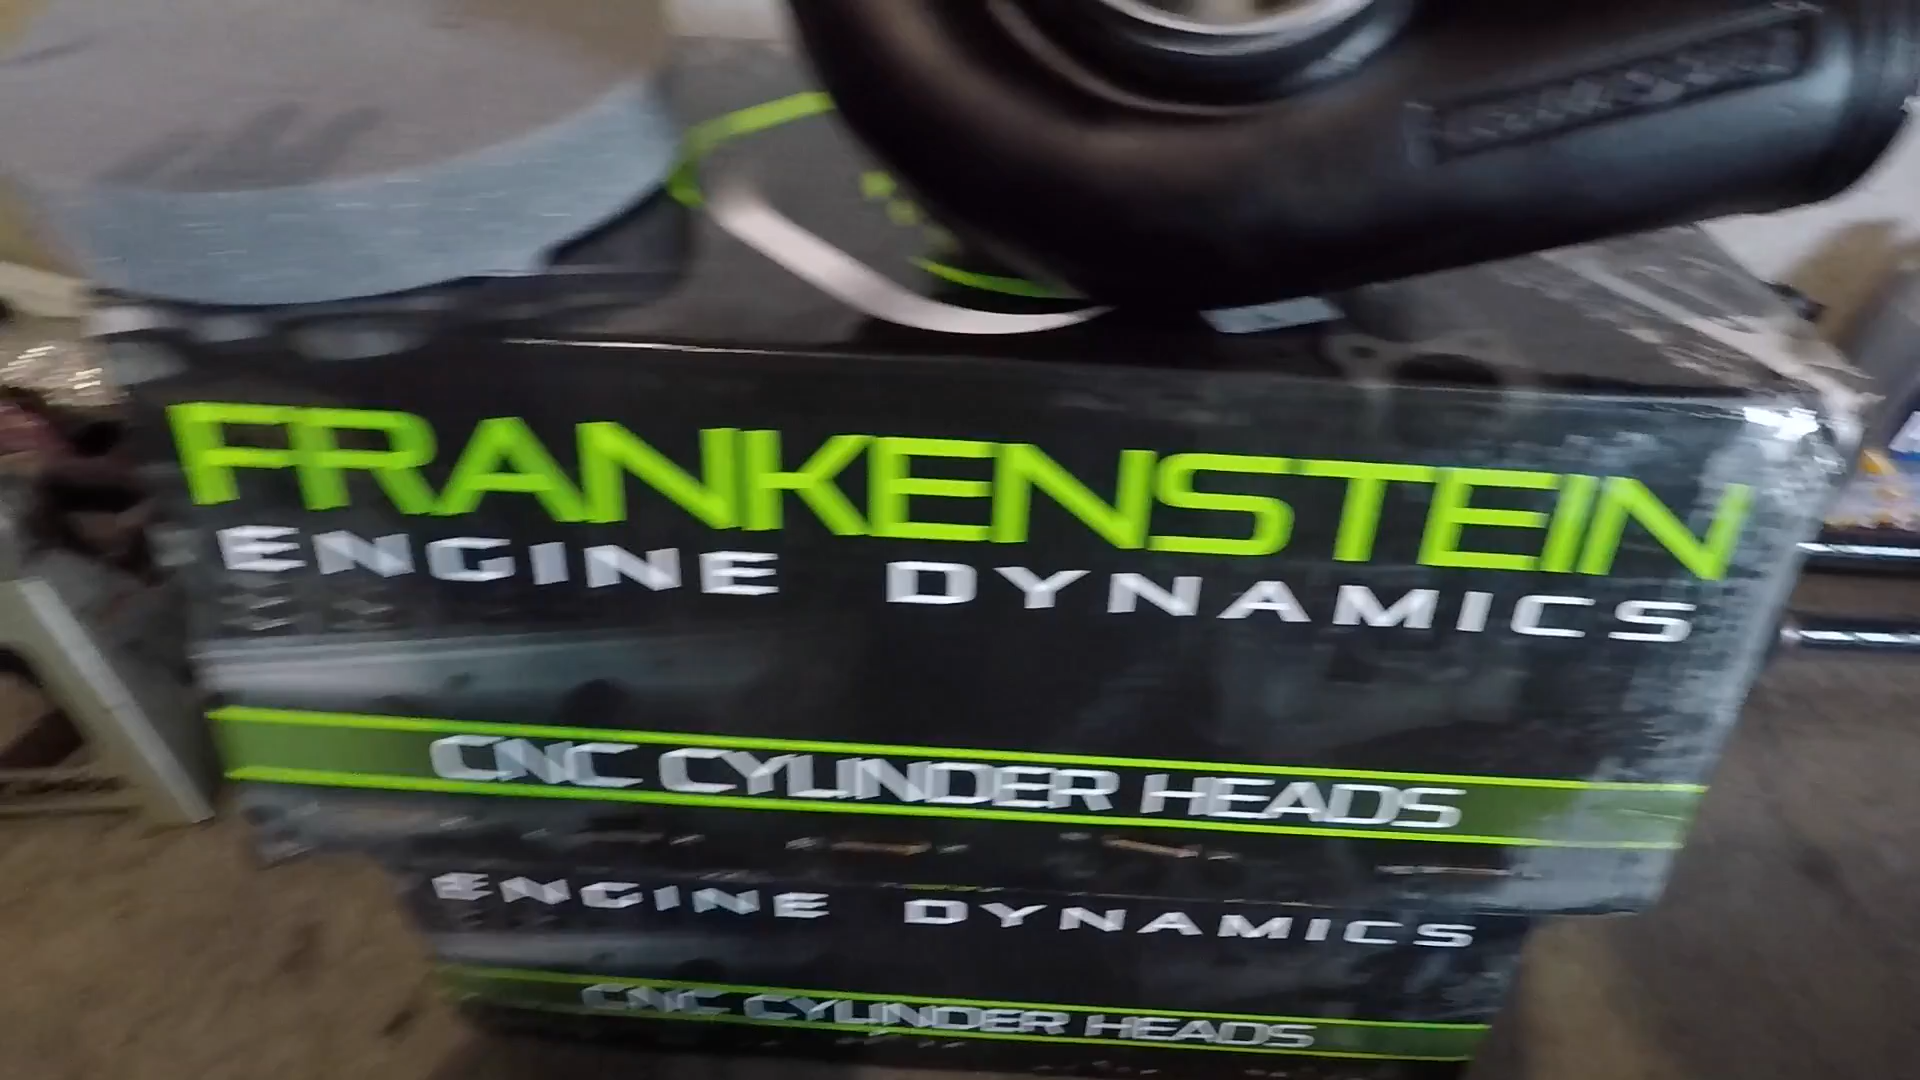 FRANKENSTEIN
ENGINE DYNAMICS
CNC CYLINDER HEADS
ENGINE DYNAMICS
CNC CYLINDER HEADS